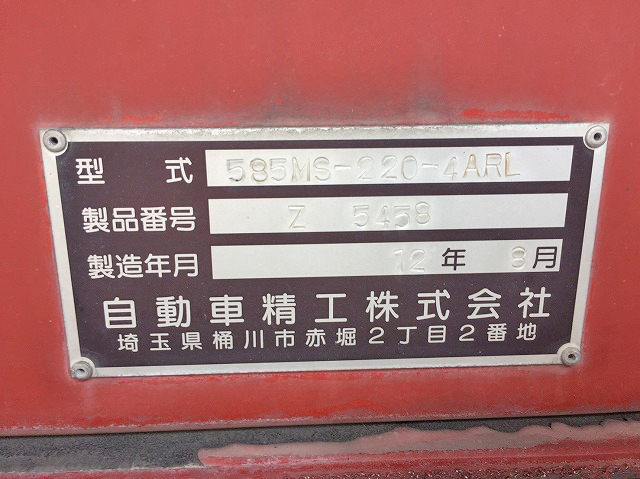 型式 585MS-220-4ARL
製品番号 Z 5458
製造年月 12年 8月
自動車精工株式会社
埼玉県桶川市赤堀2丁目2番地